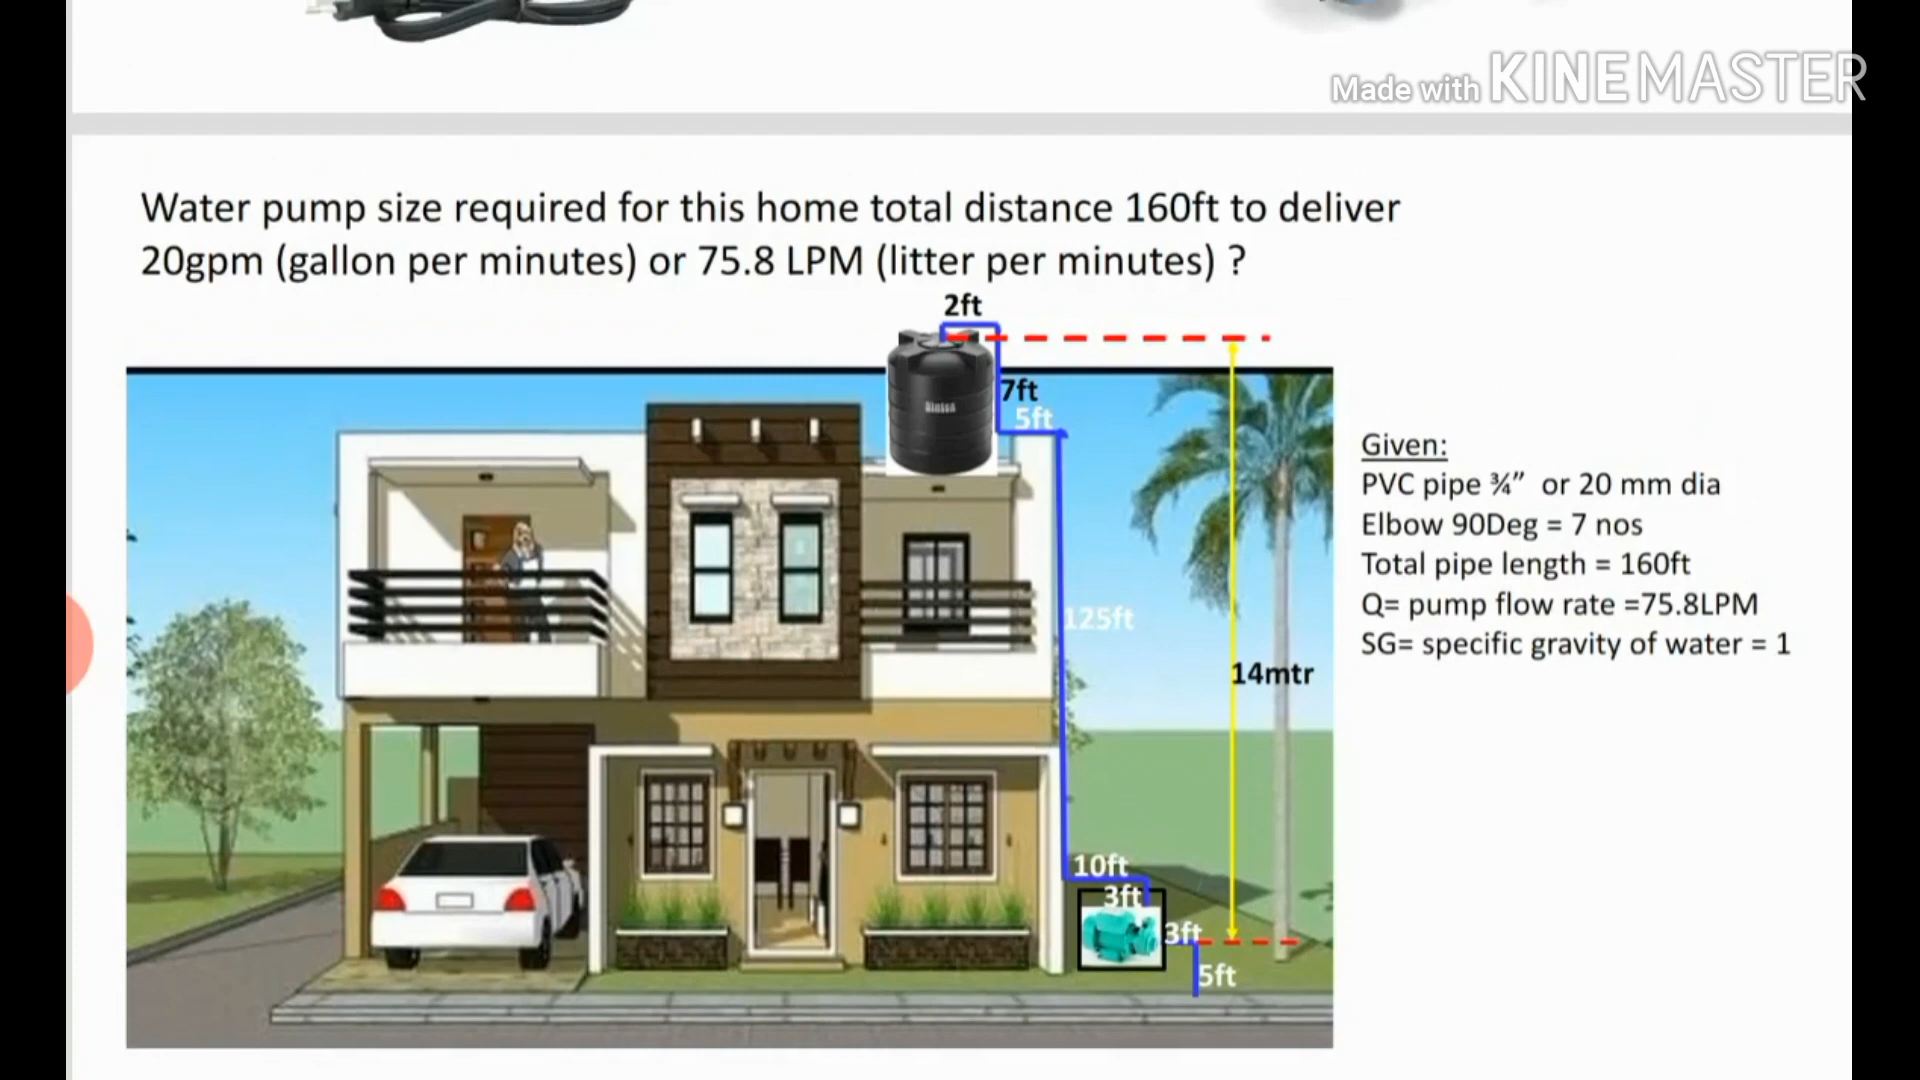 Made with KINEMASTER
Water pump size required for this home total distance 160ft to deliver
20gpm (gallon per minutes) or 75.8 LPM (litter per minutes) ?
2ft
7ft
5ft
125ft
14mtr
10ft
3ft
3ft
5ft
Given:
PVC pipe ¾” or 20 mm dia
Elbow 90Deg = 7 nos
Total pipe length = 160ft
Q= pump flow rate =75.8LPM
SG= specific gravity of water = 1